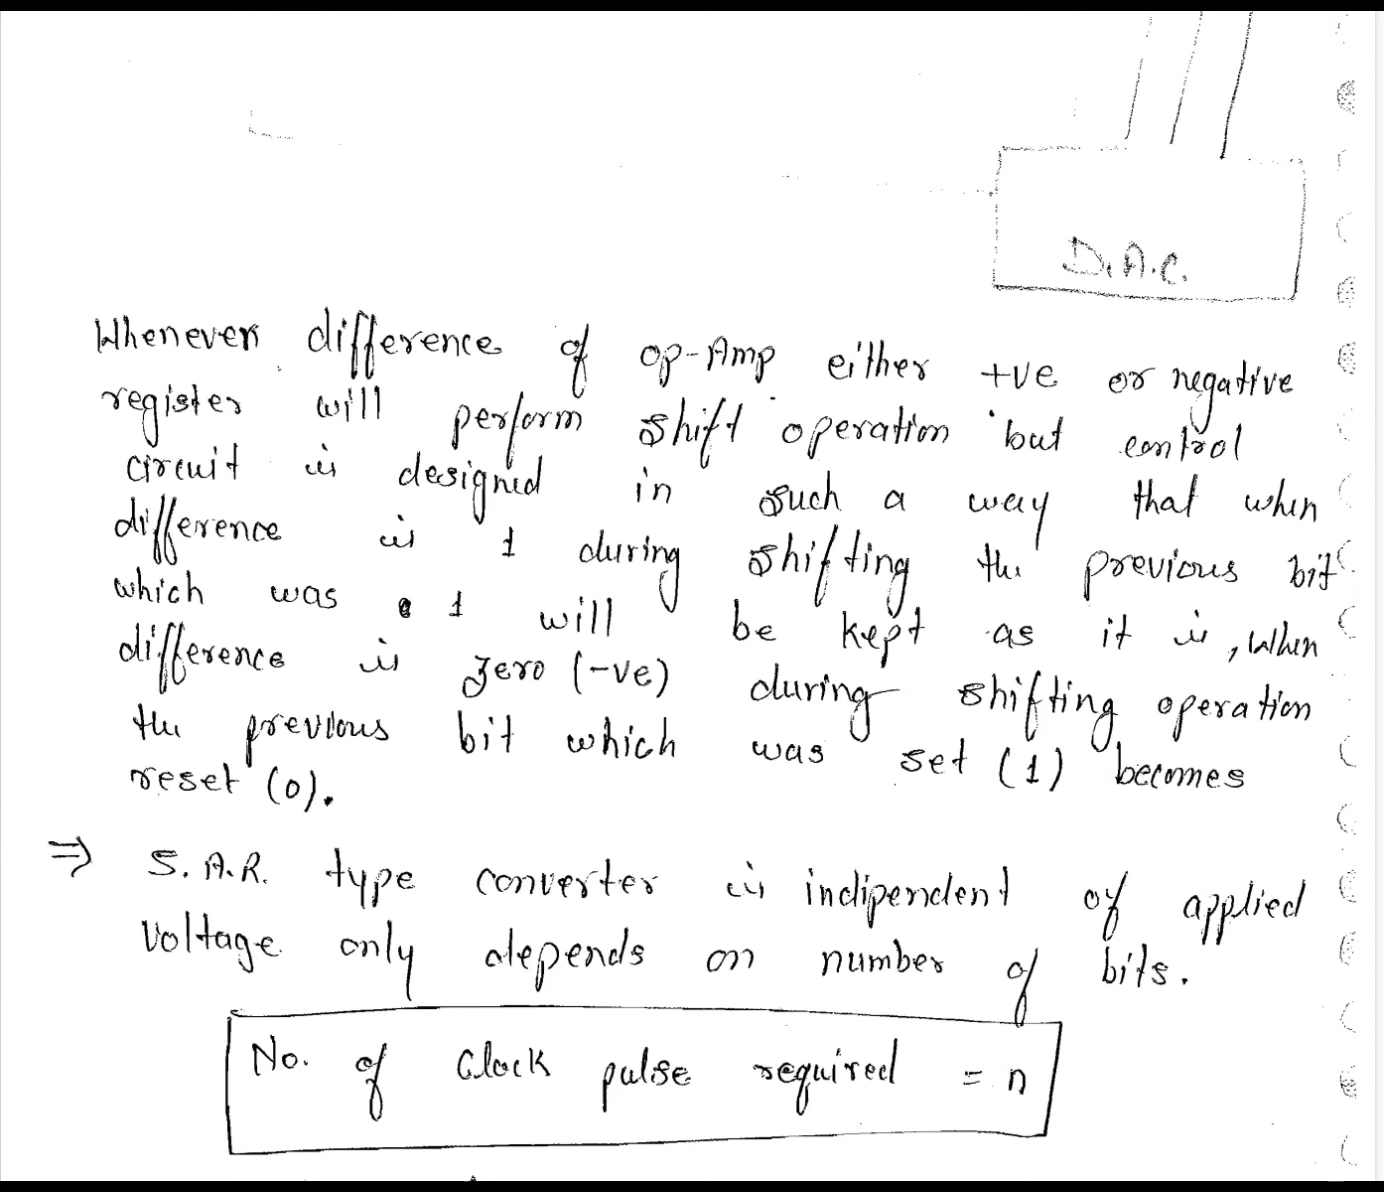 D.A.C.
Whenever difference of op-Amp either +ve or negative
register will perform shift operation but control
circuit is designed in such a way that when
difference is 1 during shifting the previous bit
which was 1 will be kept as it is, when
difference is zero (-ve) during shifting operation
the previous bit which was set (1) becomes
reset (0).
⇒ S.A.R. type converter is indipendent of applied
voltage only depends on number of bits.
No. of Clock pulse required = n